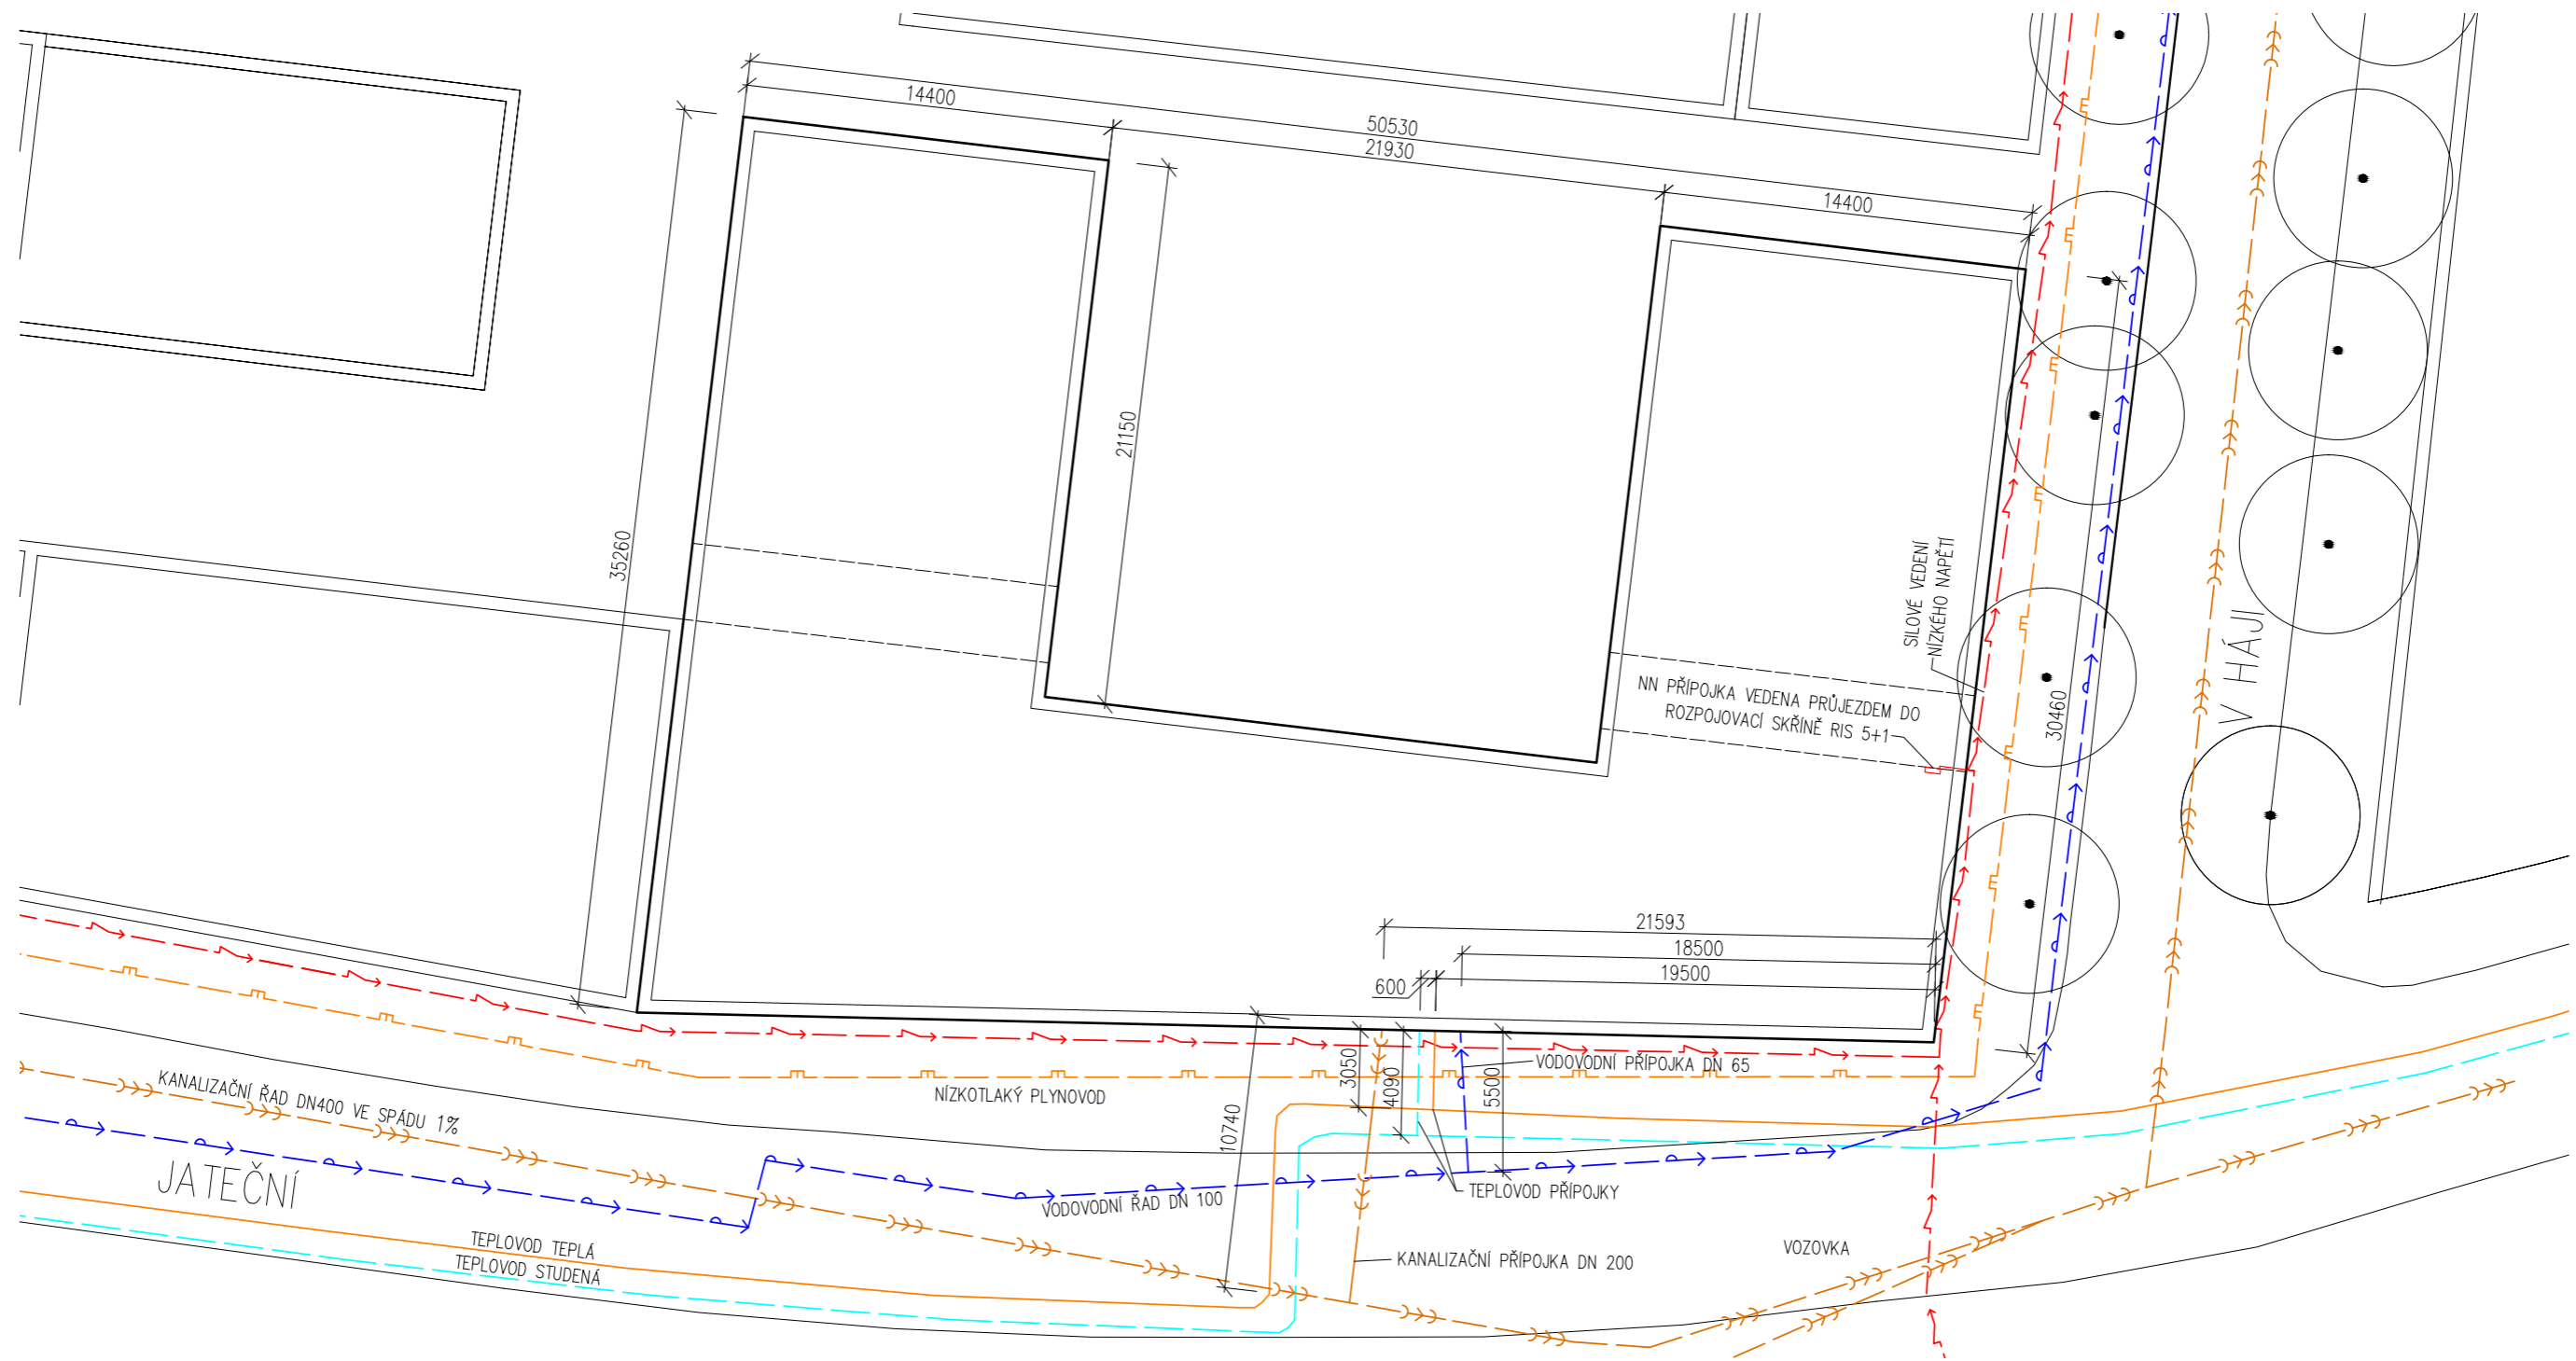 14400
50530
21930
14400
21150
35260
SILOVÉ VEDENÍ
NÍZKÉHO NAPĚTÍ
V HÁJI
NN PŘÍPOJKA VEDENA PRŮJEZDEM DO
ROZPOJOVACÍ SKŘÍNĚ RIS 5+1
30460
21593
18500
19500
600
3050
4090
5500
VODOVODNÍ PŘÍPOJKA DN 65
NÍZKOTLAKÝ PLYNOVOD
KANALIZAČNÍ ŘAD DN400 VE SPÁDU 1%
10740
JATEČNÍ
VODOVODNÍ ŘAD DN 100
TEPLOVOD PŘÍPOJKY
TEPLOVOD TEPLÁ
TEPLOVOD STUDENÁ
KANALIZAČNÍ PŘÍPOJKA DN 200
VOZOVKA